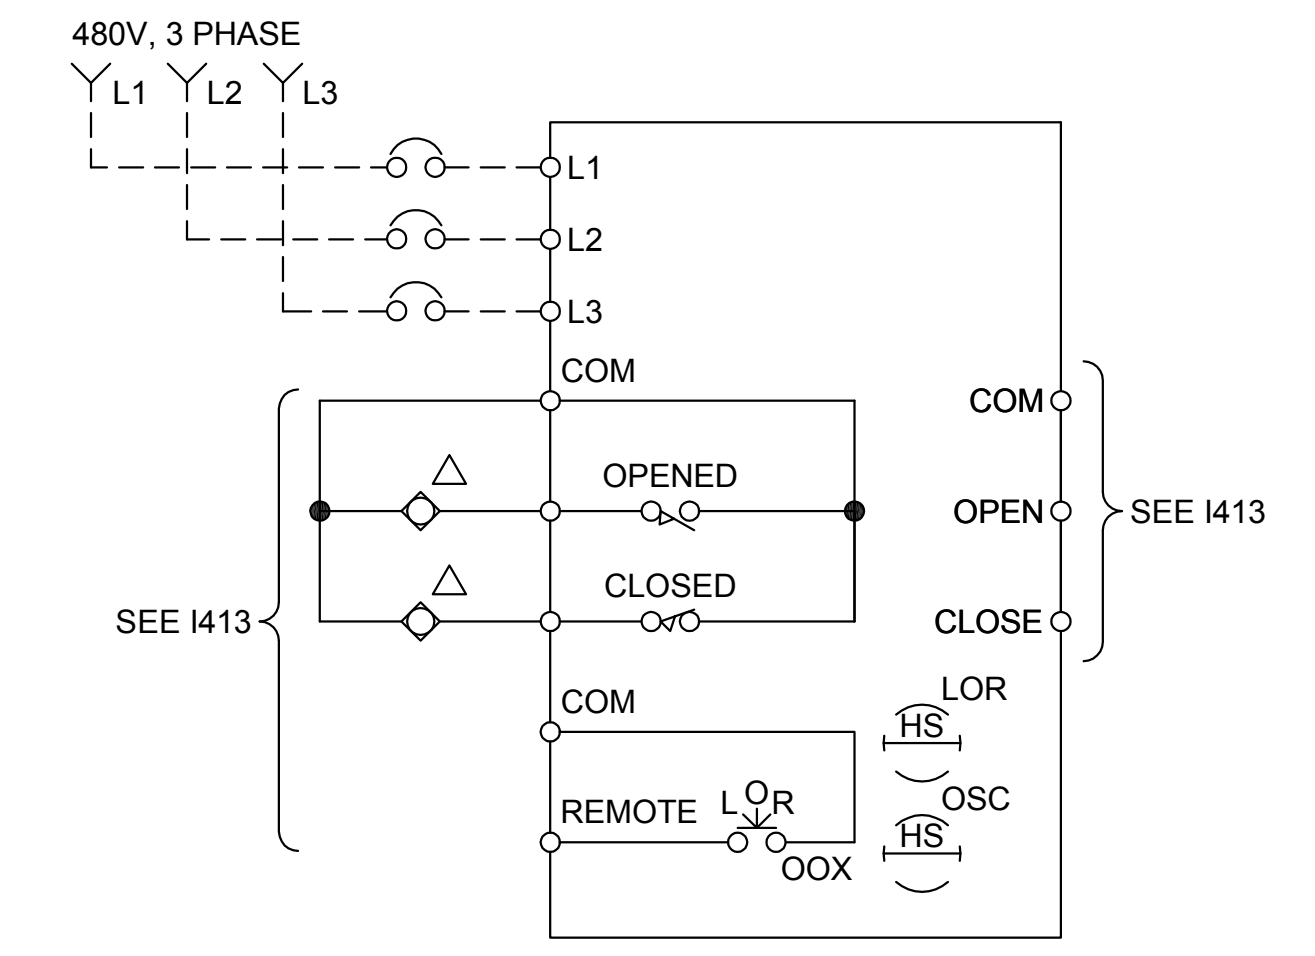 480V, 3 PHASE
L1 L2 L3
L1
L2
L3
COM
COM
OPENED
OPEN
SEE I413
CLOSED
SEE I413
CLOSE
LOR
COM
HS
OSC
L O R
REMOTE
HS
OOX